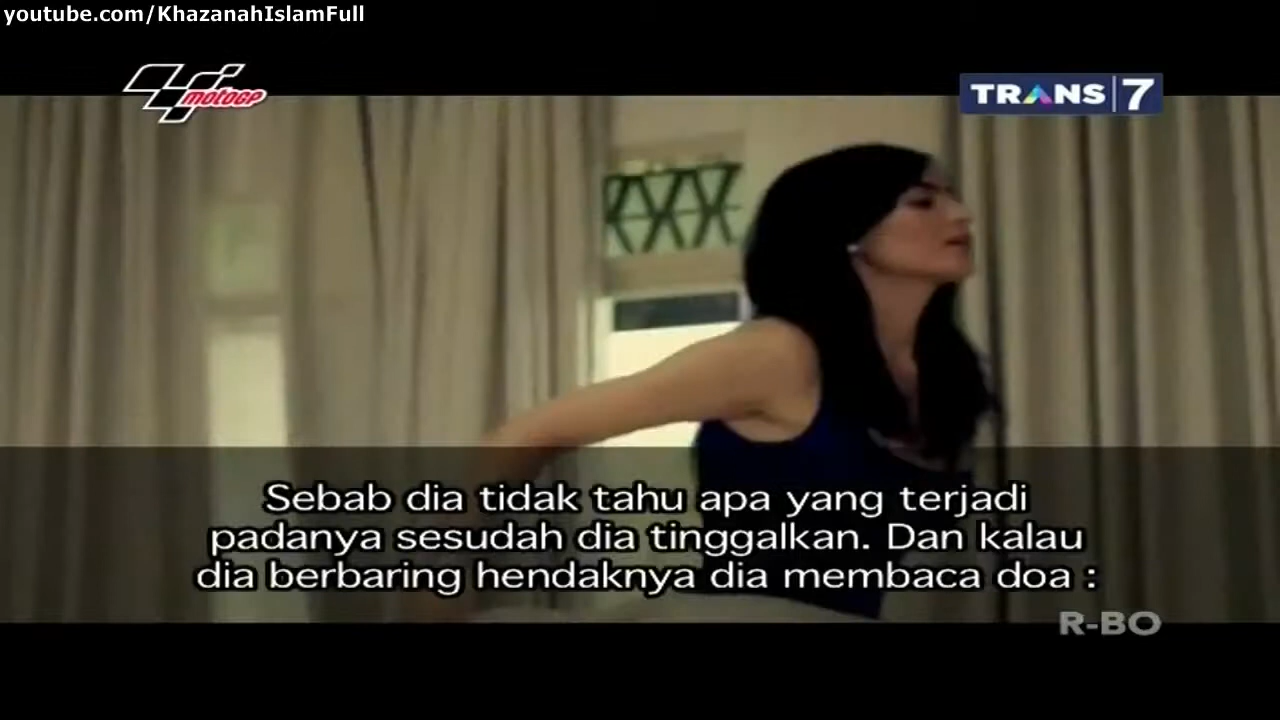 youtube.com/KhazanahIslamFull
motoGP
TRANS|7
Sebab dia tidak tahu apa yang terjadi
padanya sesudah dia tinggalkan. Dan kalau
dia berbaring hendaknya dia membaca doa :
R-BO